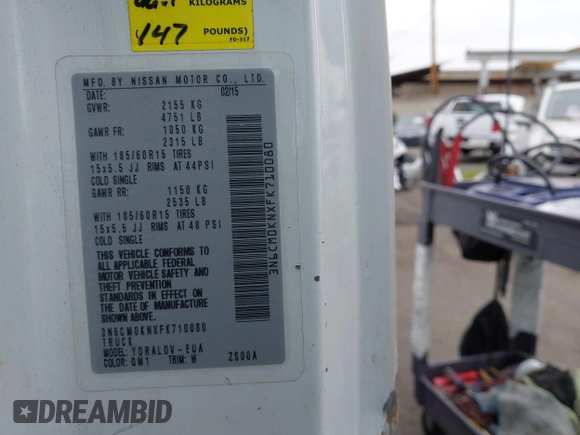 KILOGRAMS
147 POUNDS)
FD-317
MFD. BY NISSAN MOTOR CO., LTD.
DATE: 02/15
GVWR: 2155 KG
4751 LB
GAWR FR: 1050 KG
2315 LB
WITH 185/60R15 TIRES
15x5.5 JJ RIMS AT 44PSI
COLD SINGLE
GAWR RR: 1150 KG
2535 LB
WITH 185/60R15 TIRES
15x5.5 JJ RIMS AT 48 PSI
COLD SINGLE
THIS VEHICLE CONFORMS TO
ALL APPLICABLE FEDERAL
MOTOR VEHICLE SAFETY AND
THEFT PREVENTION
STANDARDS IN EFFECT ON
THE DATE OF MANUFACTURE
SHOWN ABOVE.
3N6CM0KNXFK710080
TRUCK
MODEL: YDRALDV-EUA
COLOR: QM1 TRIM: W ZS00A
3N6CM0KNXFK710080
DREAMBID